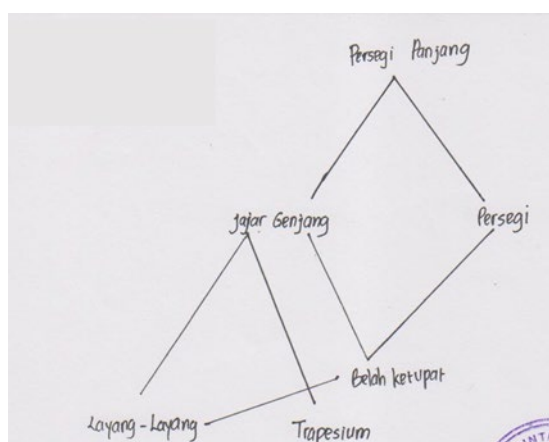 Persegi Panjang
Jajar Genjang
Persegi
Belah ketupat
Layang-Layang
Trapesium